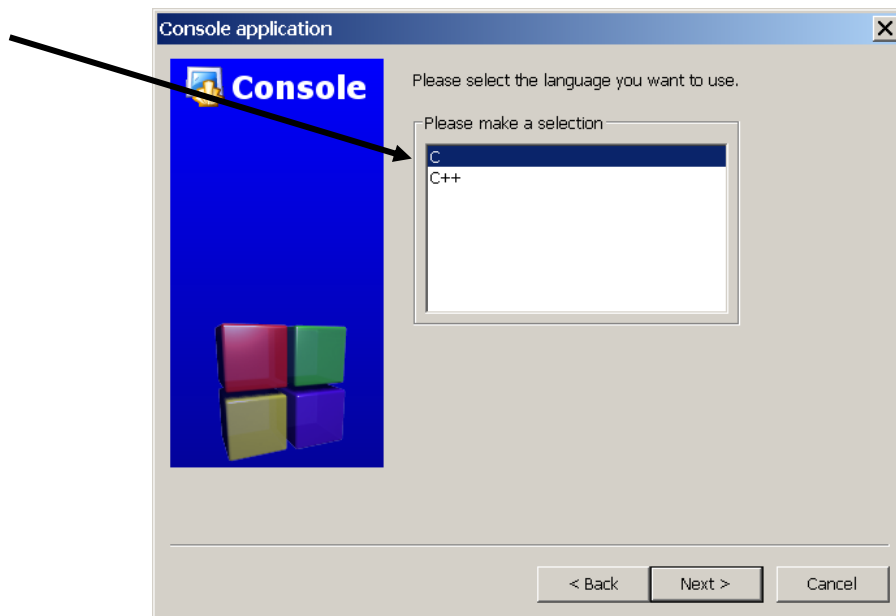 Console application
Console
Please select the language you want to use.
Please make a selection
C
C++
< Back
Next >
Cancel